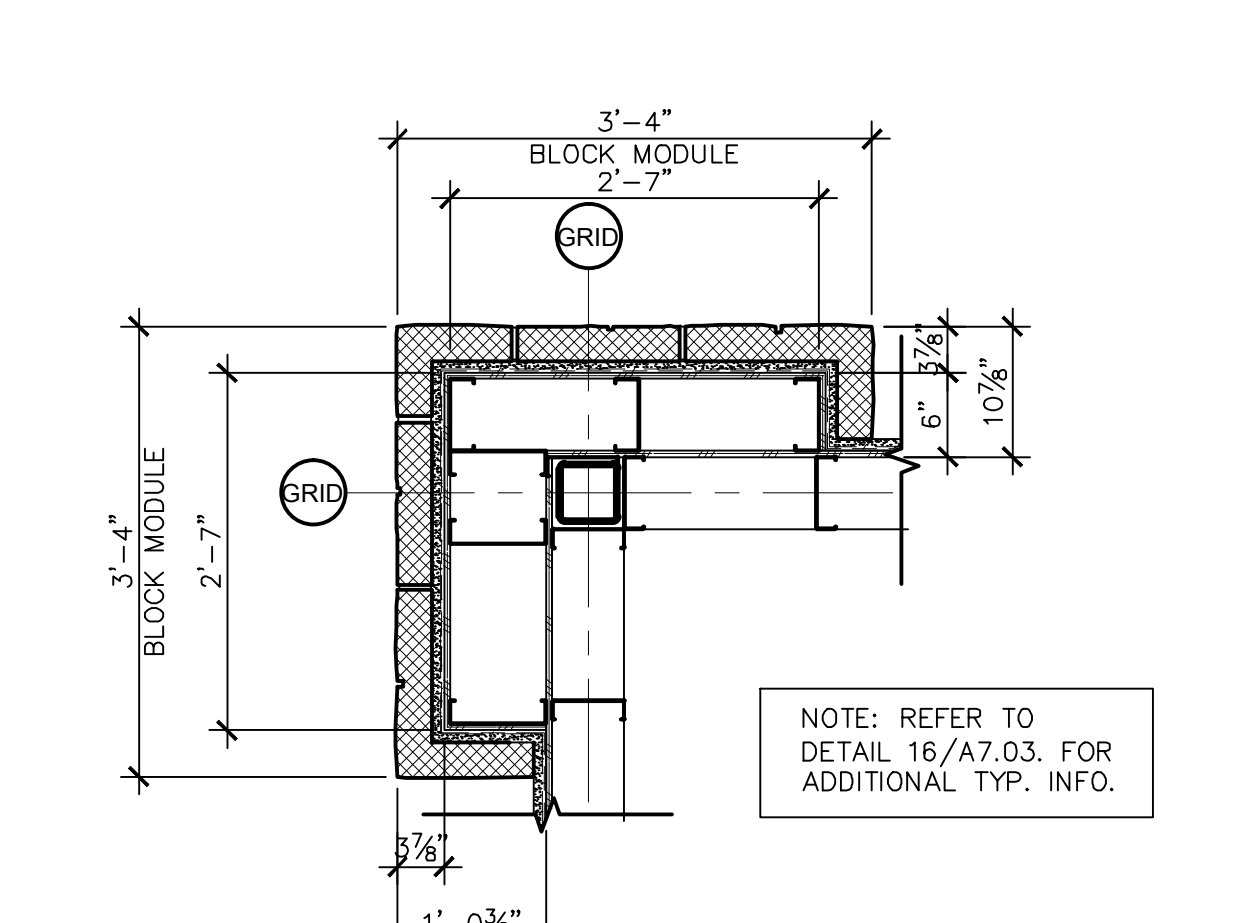 3'-4"
BLOCK MODULE
2'-7"
GRID
3⅞"
6"
10⅞"
GRID
3'-4"
BLOCK MODULE
2'-7"
NOTE: REFER TO
DETAIL 16/A7.03. FOR
ADDITIONAL TYP. INFO.
3⅞"